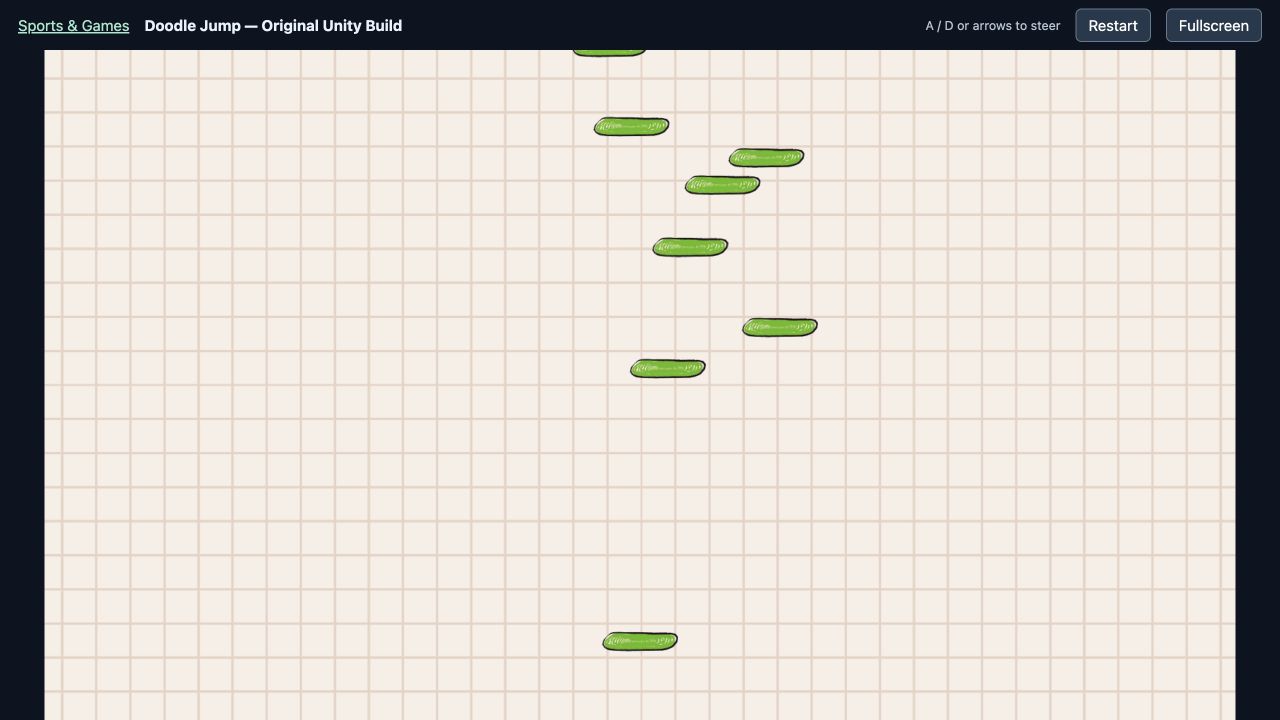 Sports & Games
Doodle Jump — Original Unity Build
A / D or arrows to steer
Restart
Fullscreen